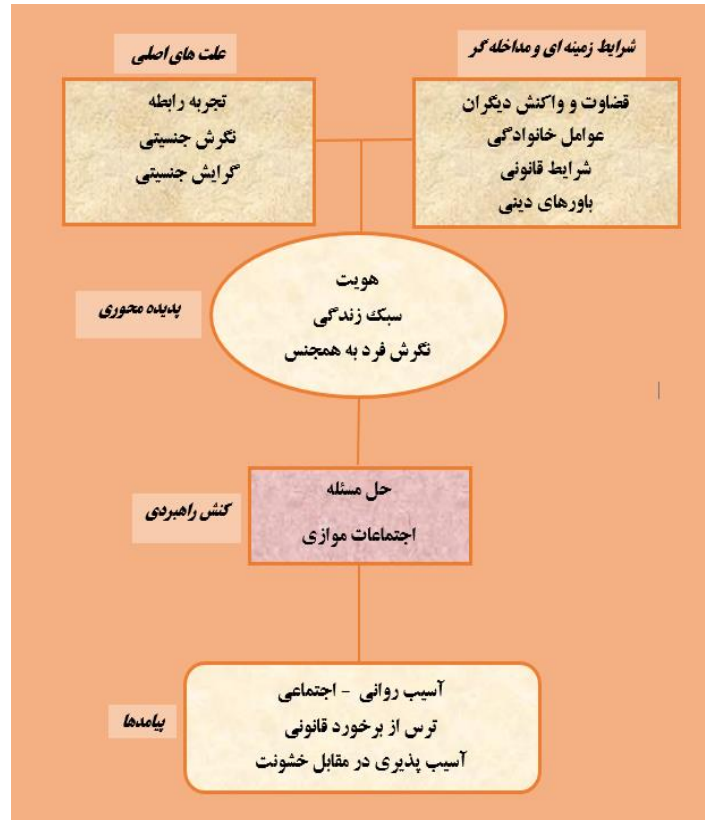 شرایط زمینه ای و مداخله گر
قضاوت و واکنش دیگران
عوامل خانوادگی
شرایط قانونی
باورهای دینی
علت های اصلی
تجربه رابطه
نگرش جنسیتی
گرایش جنسیتی
پدیده محوری
هویت
سبک زندگی
نگرش فرد به همجنس
کنش راهبردی
حل مسئله
اجتماعات موازی
پیامدها
آسیب روانی - اجتماعی
ترس از برخورد قانونی
آسیب پذیری در مقابل خشونت